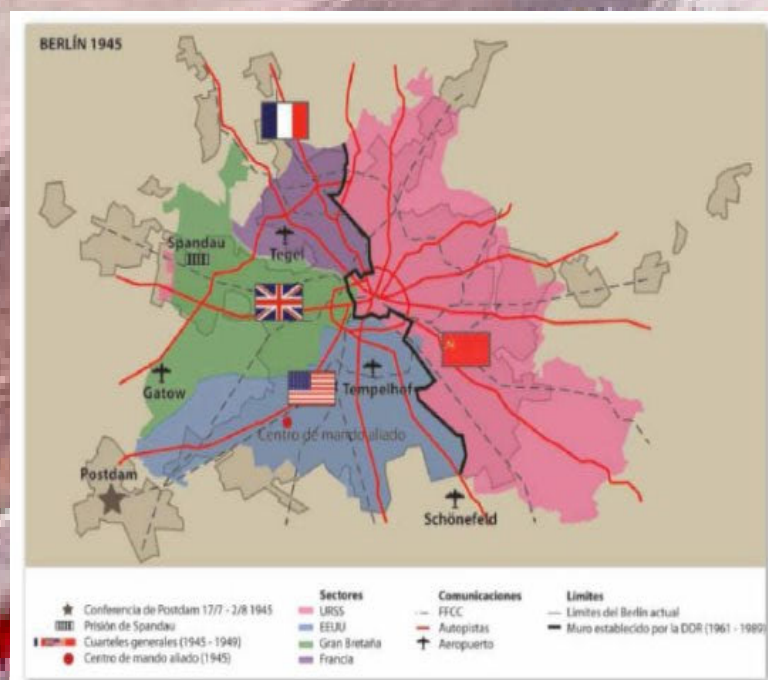 BERLÍN 1945
Spandau
Tegel
Gatow
Tempelhof
Centro de mando aliado
Postdam
Schönefeld
Conferencia de Postdam 17/7 - 2/8 1945
Prisión de Spandau
Cuarteles generales (1945 - 1949)
Centro de mando aliado (1945)
Sectores
URSS
EEUU
Gran Bretaña
Francia
Comunicaciones
FFCC
Autopistas
Aeropuerto
Límites
Límites del Berlín actual
Muro establecido por la DDR (1961 - 1989)